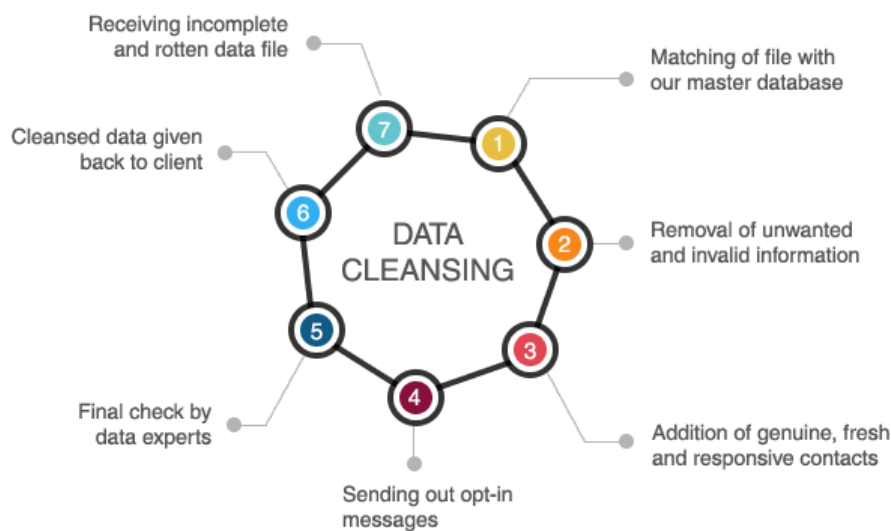 Receiving incomplete
and rotten data file
Matching of file with
our master database
7
1
Cleansed data given
back to client
6
DATA
CLEANSING
2
Removal of unwanted
and invalid information
5
3
4
Final check by
data experts
Addition of genuine, fresh
and responsive contacts
Sending out opt-in
messages